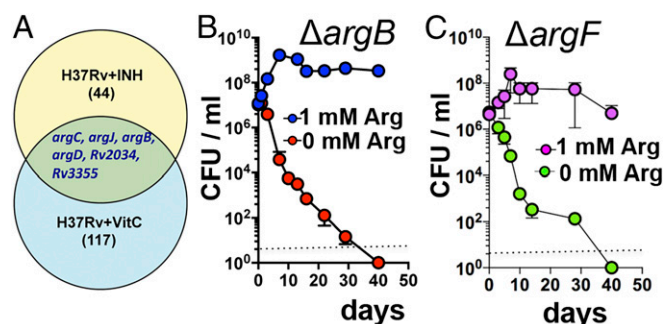 A
H37Rv+INH
(44)
argC, argJ, argB,
argD, Rv2034,
Rv3355
H37Rv+VitC
(117)
B
ΔargB
CFU / ml
10^10
10^8
10^6
10^4
10^2
10^0
1 mM Arg
0 mM Arg
0 10 20 30 40 50
days
C
ΔargF
CFU / ml
10^10
10^8
10^6
10^4
10^2
10^0
1 mM Arg
0 mM Arg
0 10 20 30 40 50
days